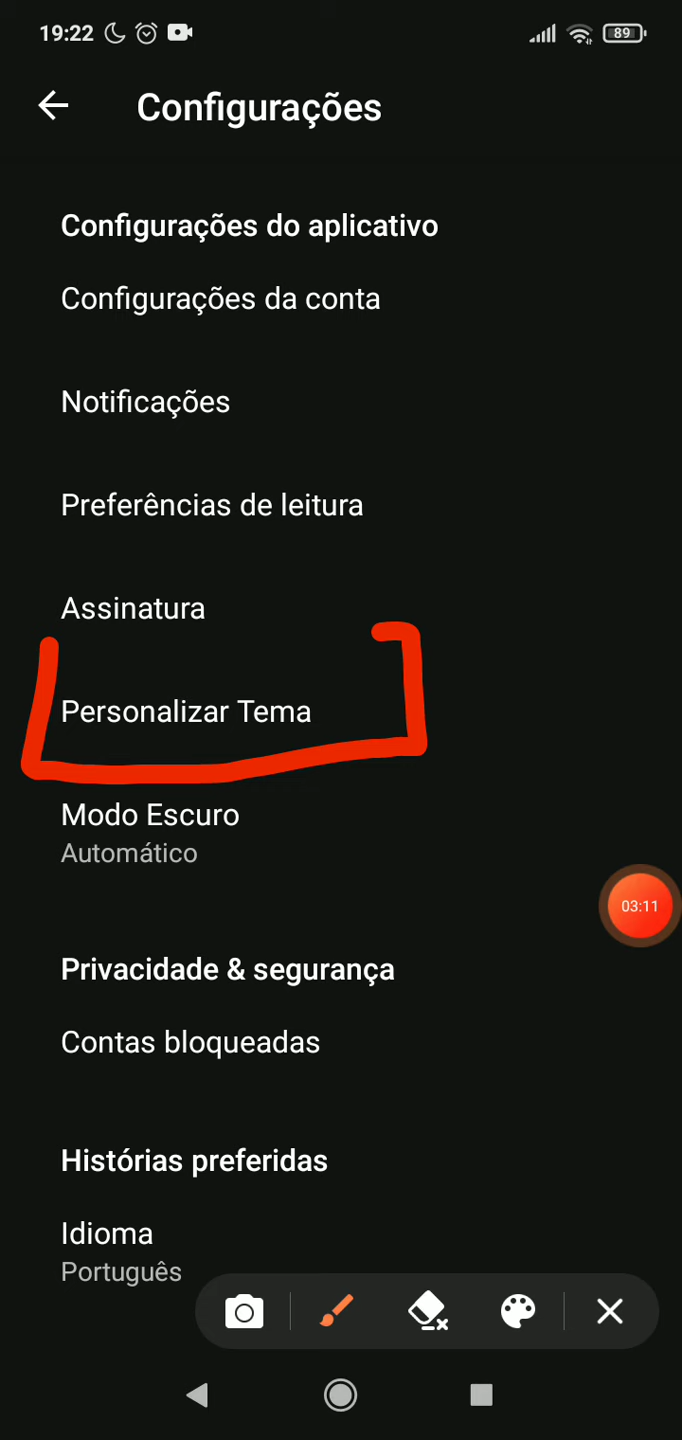 19:22
89
Configurações
Configurações do aplicativo
Configurações da conta
Notificações
Preferências de leitura
Assinatura
Personalizar Tema
Modo Escuro
Automático
03:11
Privacidade & segurança
Contas bloqueadas
Histórias preferidas
Idioma
Português